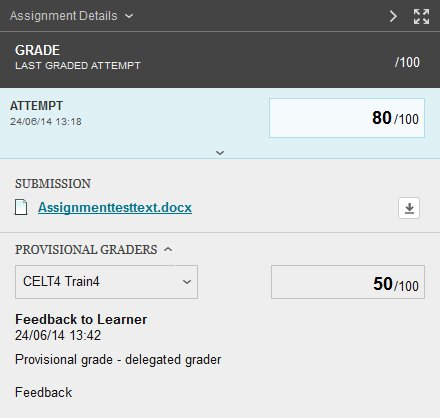 Assignment Details
GRADE
LAST GRADED ATTEMPT
/100
ATTEMPT
24/06/14 13:18
80/100
SUBMISSION
Assignmenttesttext.docx
PROVISIONAL GRADERS
CELT4 Train4
50/100
Feedback to Learner
24/06/14 13:42
Provisional grade - delegated grader
Feedback